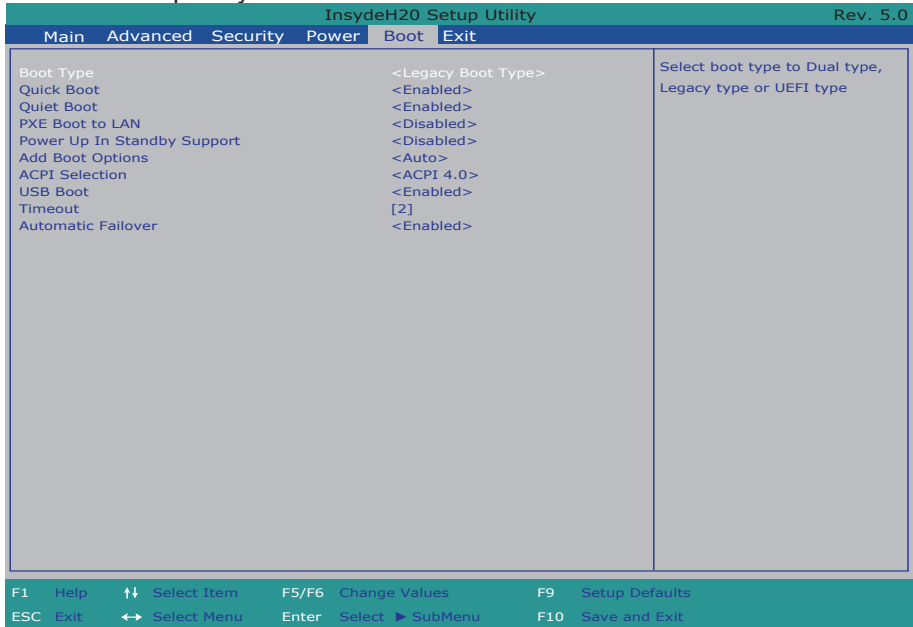 InsydeH20 Setup Utility Rev. 5.0
Main Advanced Security Power Boot Exit
Boot Type <Legacy Boot Type>
Quick Boot <Enabled>
Quiet Boot <Enabled>
PXE Boot to LAN <Disabled>
Power Up In Standby Support <Disabled>
Add Boot Options <Auto>
ACPI Selection <ACPI 4.0>
USB Boot <Enabled>
Timeout [2]
Automatic Failover <Enabled>
Select boot type to Dual type,
Legacy type or UEFI type
F1 Help ↑↓ Select Item F5/F6 Change Values F9 Setup Defaults
ESC Exit ↔ Select Menu Enter Select ► SubMenu F10 Save and Exit